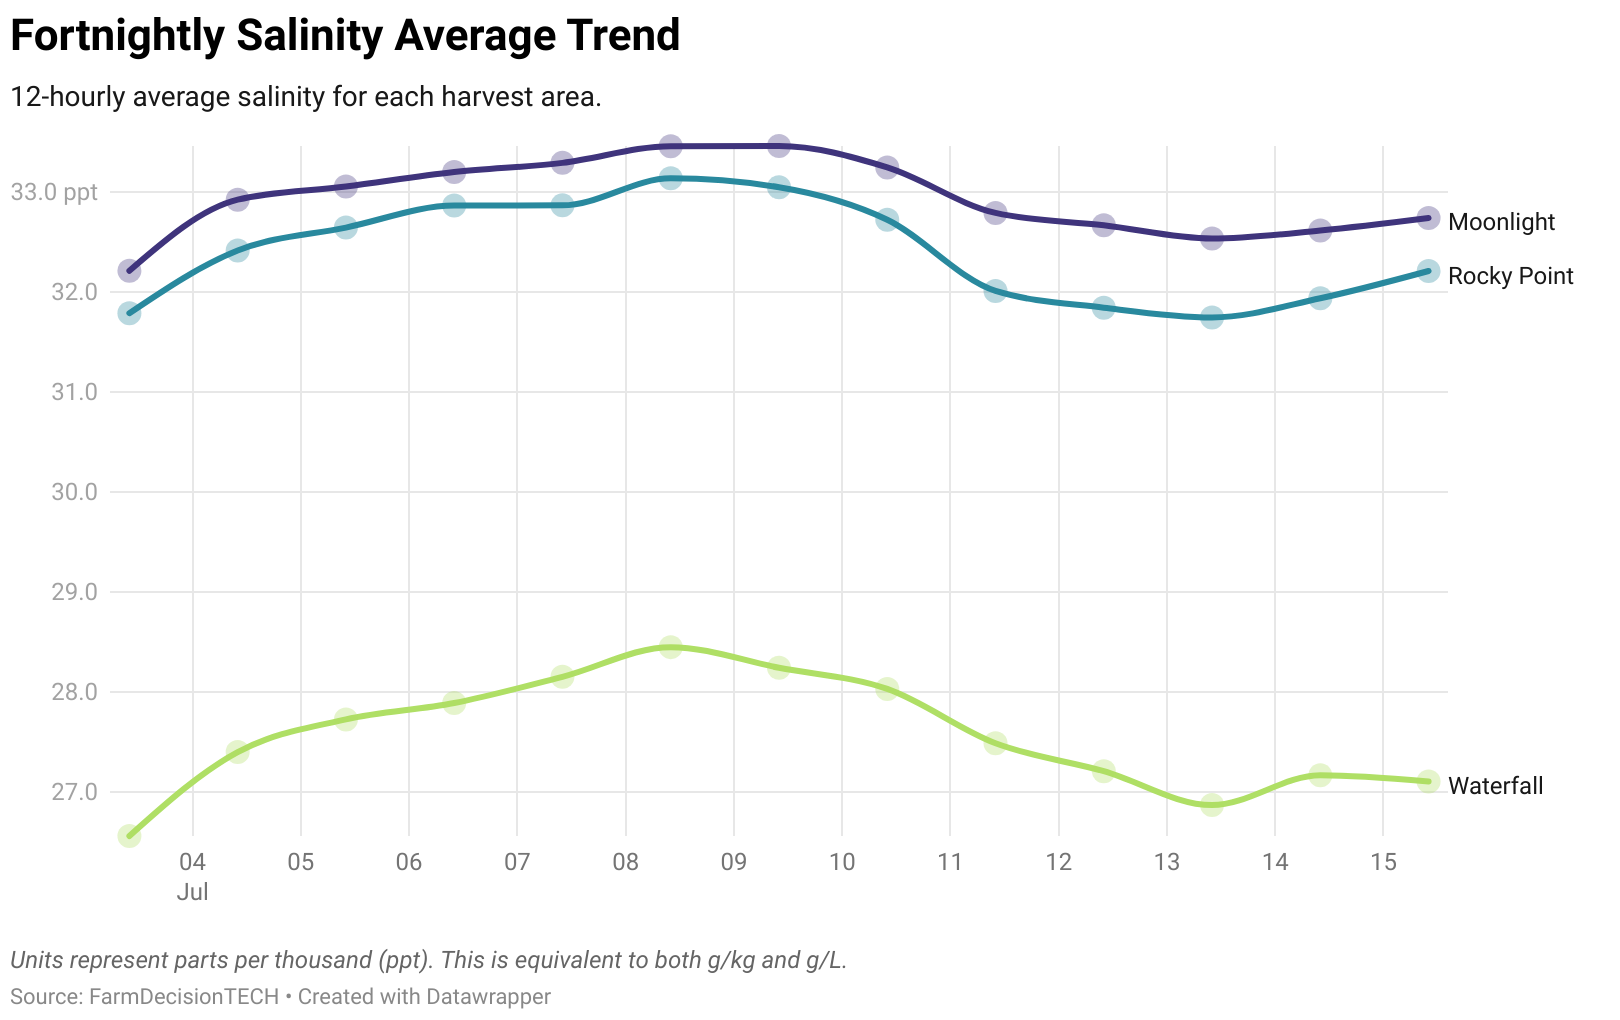 Fortnightly Salinity Average Trend
12-hourly average salinity for each harvest area.
33.0 ppt
32.0
31.0
30.0
29.0
28.0
27.0
Moonlight
Rocky Point
Waterfall
04 05 06 07 08 09 10 11 12 13 14 15
Jul
Units represent parts per thousand (ppt). This is equivalent to both g/kg and g/L.
Source: FarmDecisionTECH • Created with Datawrapper